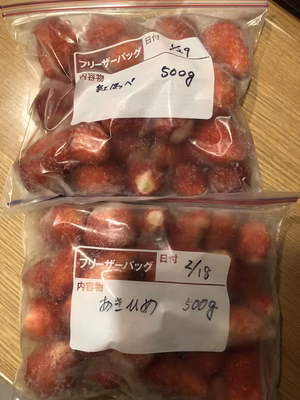 フリーザーバッグ 日付 1/29
内容物 500g
紅ほっぺ
フリーザーバッグ 日付 2/18
内容物
あきひめ 500g